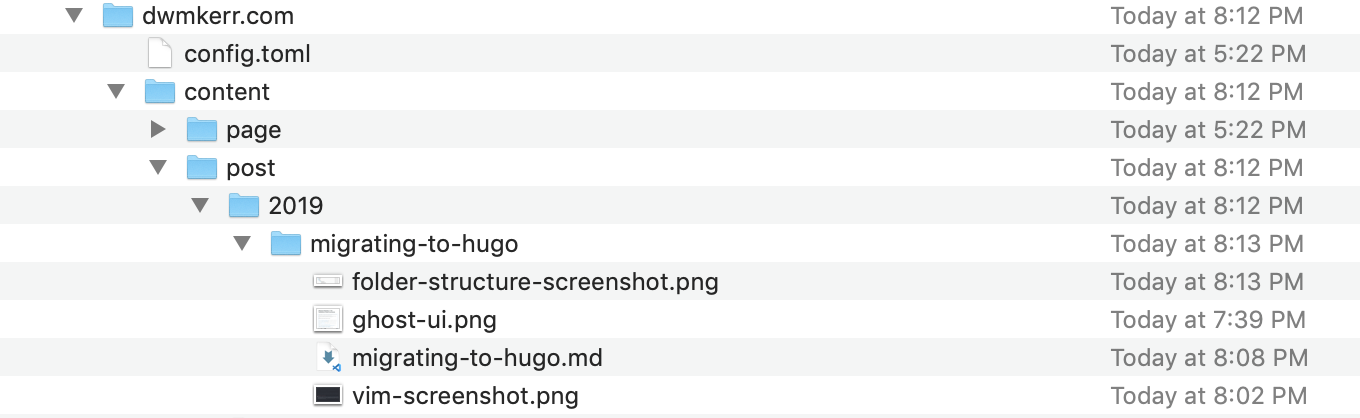 dwmkerr.com Today at 8:12 PM
config.toml Today at 5:22 PM
content Today at 8:12 PM
page Today at 5:22 PM
post Today at 8:12 PM
2019 Today at 8:12 PM
migrating-to-hugo Today at 8:13 PM
folder-structure-screenshot.png Today at 8:13 PM
ghost-ui.png Today at 7:39 PM
migrating-to-hugo.md Today at 8:08 PM
vim-screenshot.png Today at 8:02 PM